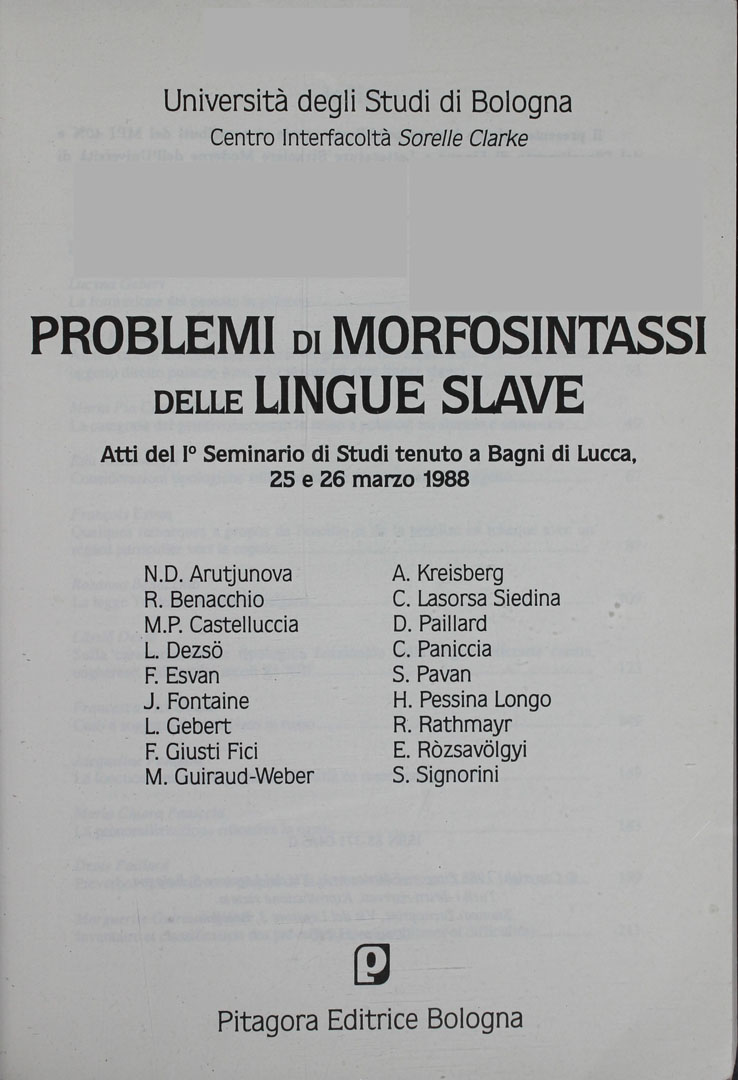 Università degli Studi di Bologna
Centro Interfacoltà Sorelle Clarke
PROBLEMI DI MORFOSINTASSI
DELLE LINGUE SLAVE
Atti del Iº Seminario di Studi tenuto a Bagni di Lucca,
25 e 26 marzo 1988
N.D. Arutjunova
R. Benacchio
M.P. Castelluccia
L. Dezsö
F. Esvan
J. Fontaine
L. Gebert
F. Giusti Fici
M. Guiraud-Weber
A. Kreisberg
C. Lasorsa Siedina
D. Paillard
C. Paniccia
S. Pavan
H. Pessina Longo
R. Rathmayr
E. Ròzsavölgyi
S. Signorini
Pitagora Editrice Bologna